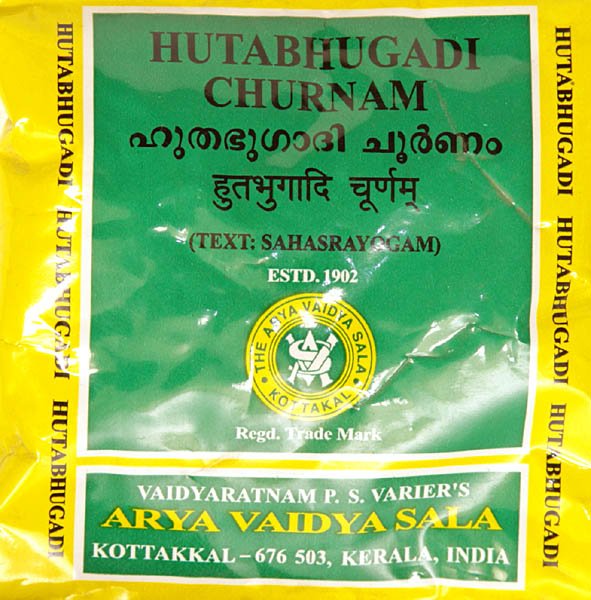 HUTABHUGADI
CHURNAM
ഹുതഭുഗാദി ചൂർണം
हुतभुगादि चूर्णम्
(TEXT: SAHASRAYOGAM)
ESTD. 1902
THE ARYA VAIDYA SALA
KOTTAKAL
Regd. Trade Mark
VAIDYARATNAM P. S. VARIER'S
ARYA VAIDYA SALA
KOTTAKKAL – 676 503, KERALA, INDIA
HUTABHUGADI
HUTABHUGADI
HUTABHUGADI
HUTABHUGADI
HUTABHUGADI
HUTABHUGADI